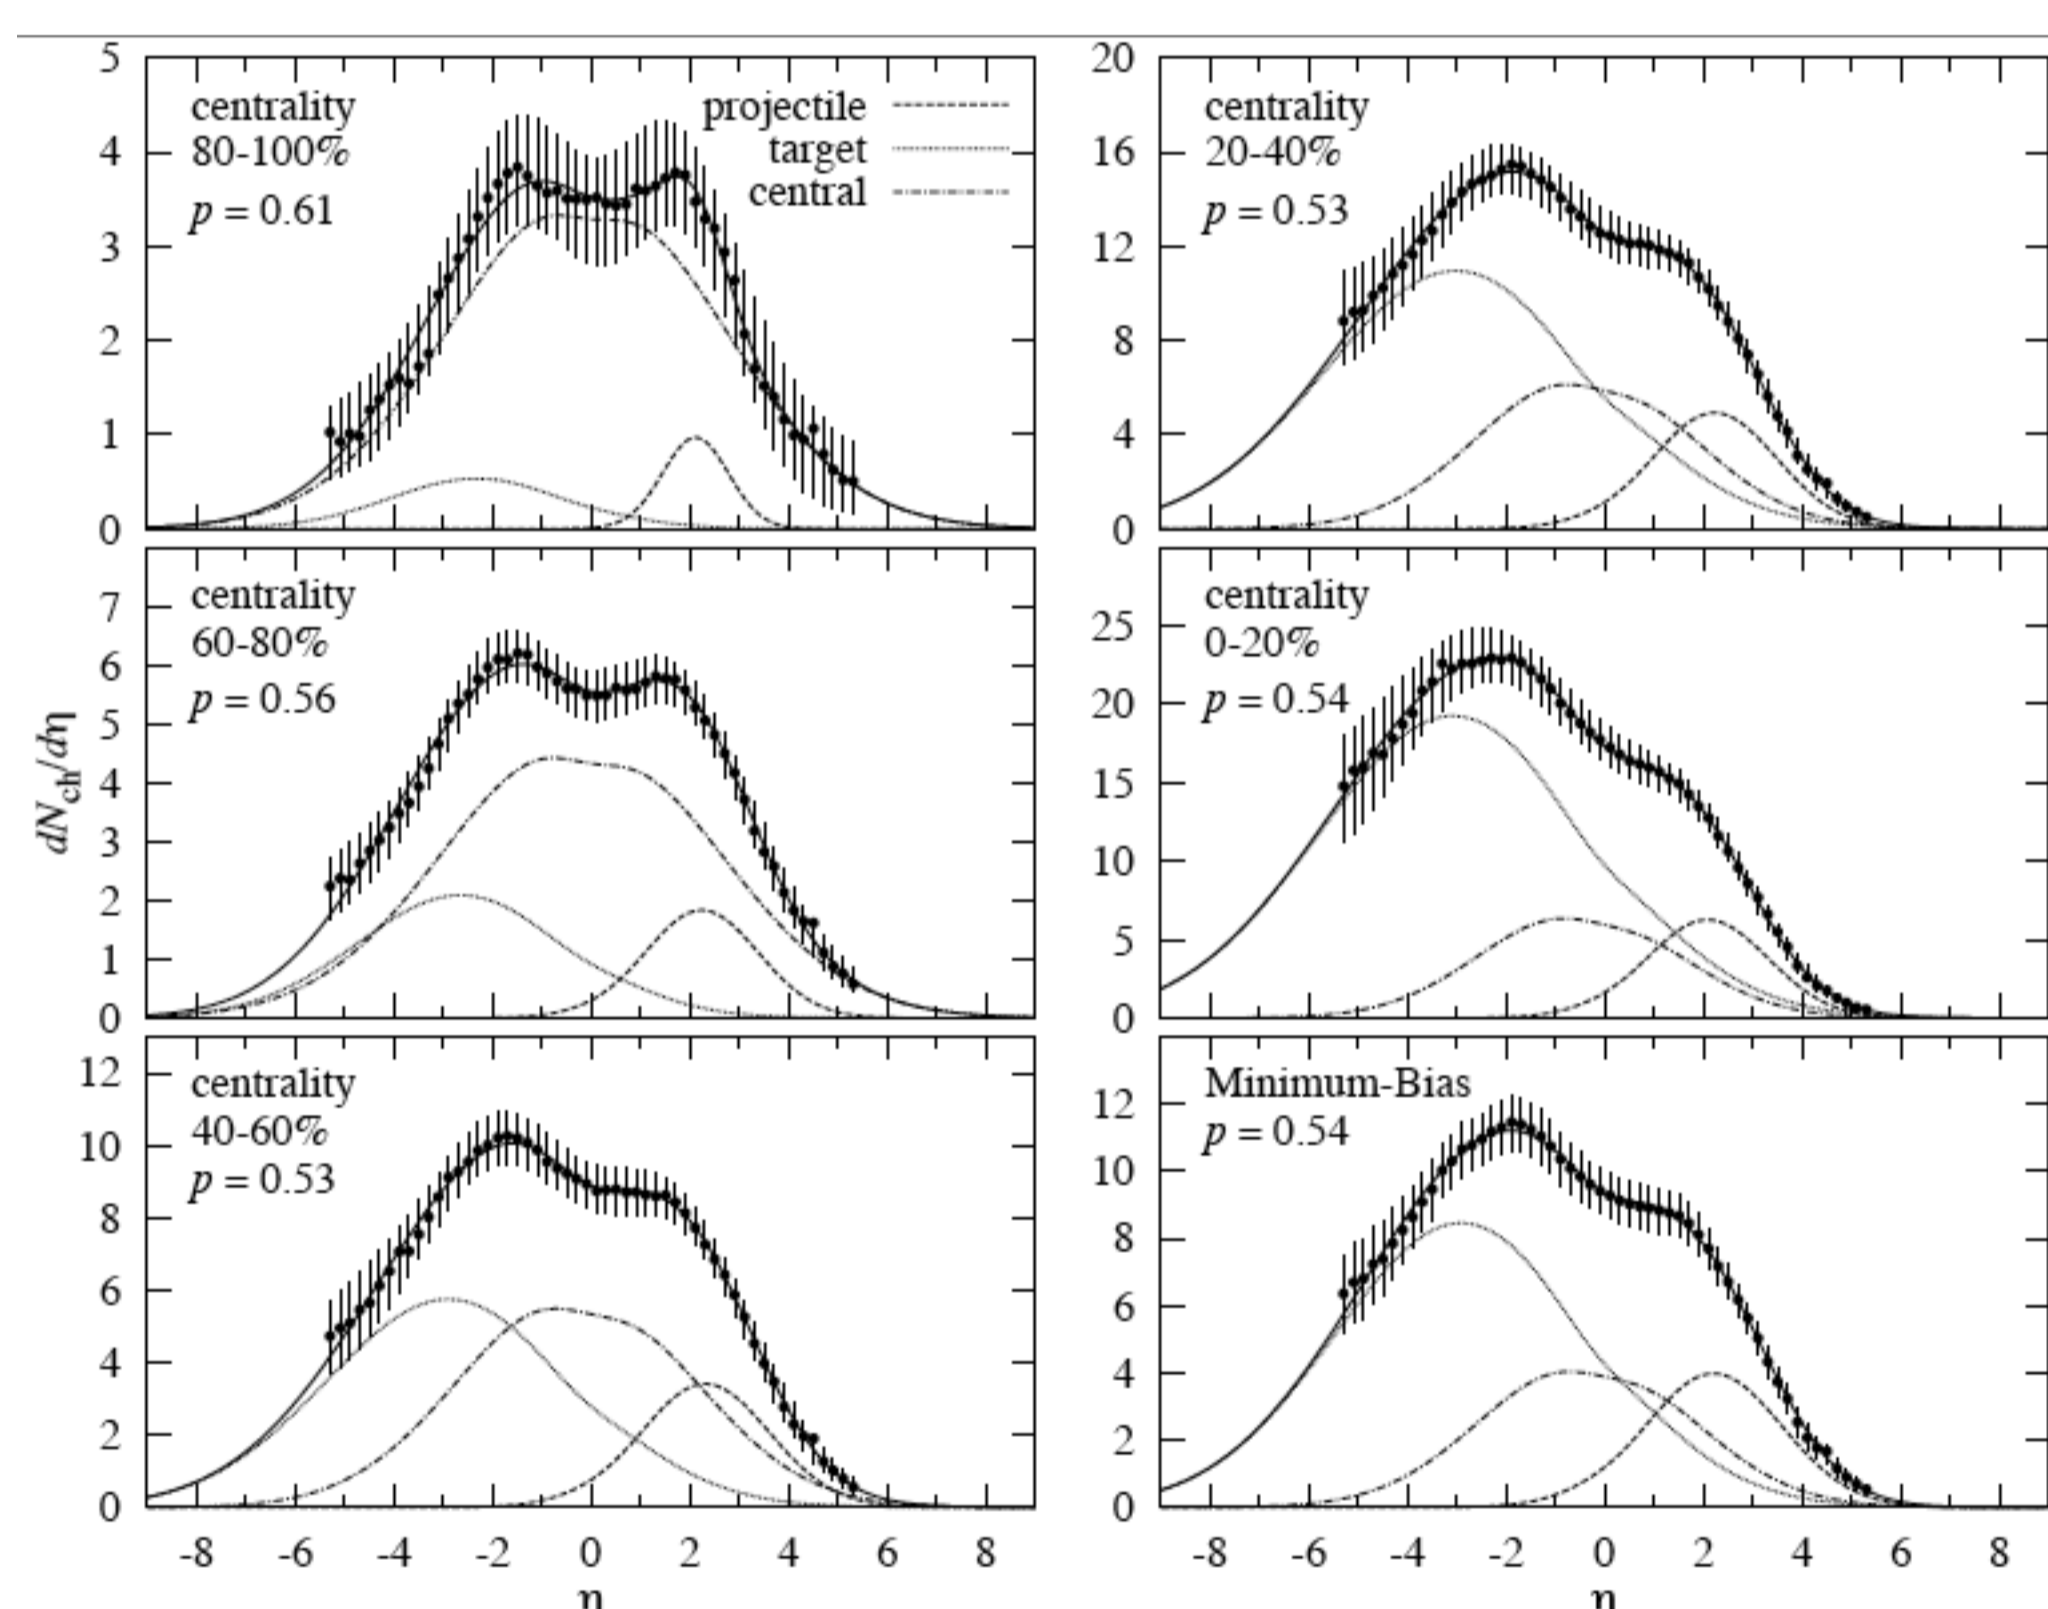 5
4
3
2
1
0
centrality
80-100%
p = 0.61
projectile
target
central
20
16
12
8
4
0
centrality
20-40%
p = 0.53
7
6
5
4
3
2
1
0
centrality
60-80%
p = 0.56
dNch/dη
25
20
15
10
5
0
centrality
0-20%
p = 0.54
12
10
8
6
4
2
0
centrality
40-60%
p = 0.53
-8 -6 -4 -2 0 2 4 6 8
η
12
10
8
6
4
2
0
Minimum-Bias
p = 0.54
-8 -6 -4 -2 0 2 4 6 8
η